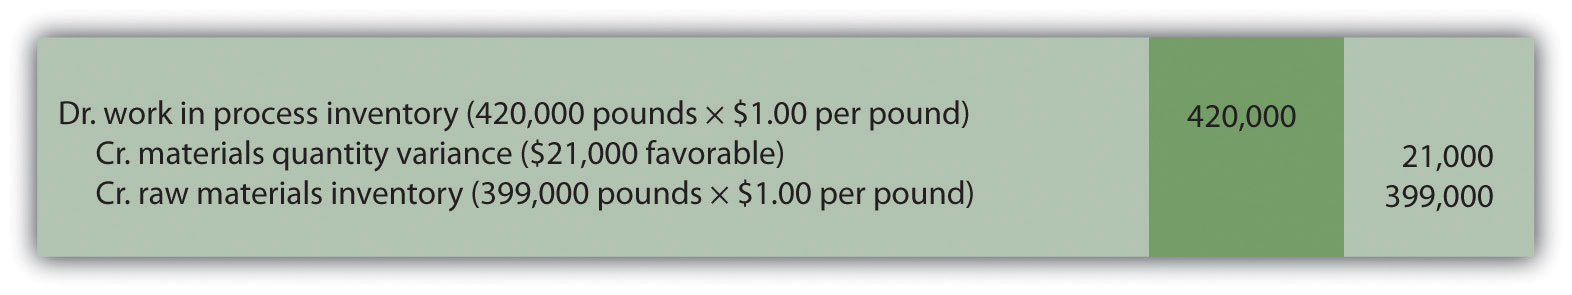 Dr. work in process inventory (420,000 pounds × $1.00 per pound) 420,000
Cr. materials quantity variance ($21,000 favorable) 21,000
Cr. raw materials inventory (399,000 pounds × $1.00 per pound) 399,000